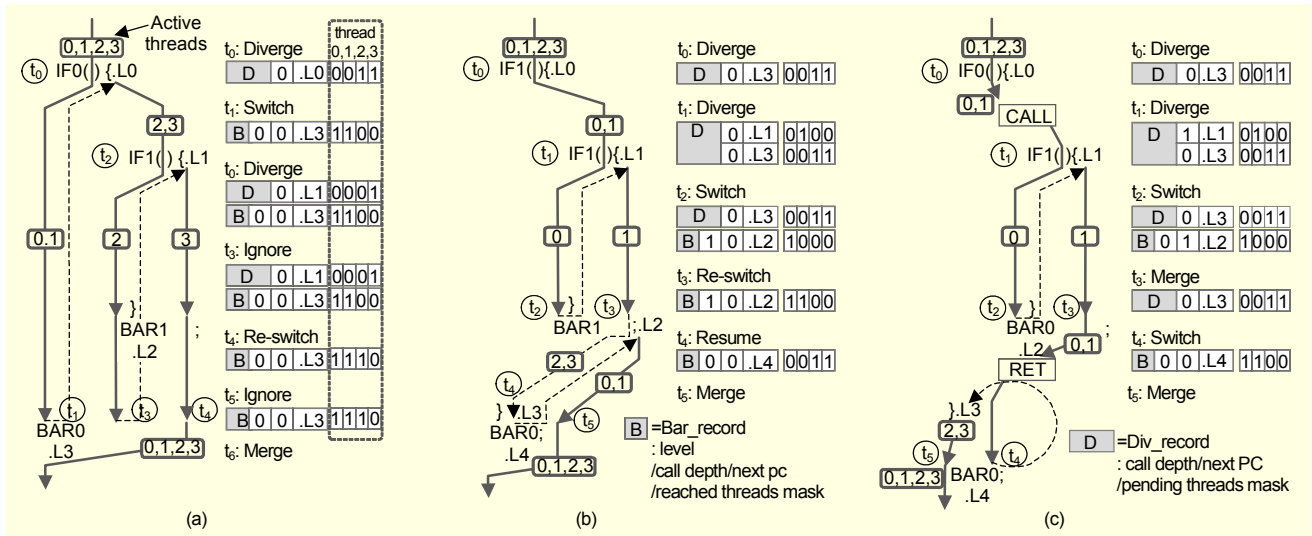 Active
threads
0,1,2,3
t0
IF0( ) {.L0
2,3
t2
IF1( ) {.L1
0.1
2
3
}
BAR1
.L2
;
t1
t3
t4
BAR0
.L3
0,1,2,3
thread
0,1,2,3
t0: Diverge
D 0 .L0 0011
t1: Switch
B 0 0 .L3 1100
t0: Diverge
D 0 .L1 0001
B 0 0 .L3 1100
t3: Ignore
D 0 .L1 0001
B 0 0 .L3 1100
t4: Re-switch
B 0 0 .L3 1110
t5: Ignore
B 0 0 .L3 1110
t6: Merge
(a)
0,1,2,3
t0
IF1( ){.L0
0,1
t1
IF1( ){.L1
0
1
t2
}
t3
BAR1
; .L2
2,3
0,1
t4
} .L3
t5
BAR0;
.L4
0,1,2,3
t0: Diverge
D 0 .L3 0011
t1: Diverge
D 0 .L1 0100
0 .L3 0011
t2: Switch
D 0 .L3 0011
B 1 0 .L2 1000
t3: Re-switch
B 1 0 .L2 1100
t4: Resume
B 0 0 .L4 0011
t5: Merge
B =Bar_record
: level
/call depth/next pc
/reached threads mask
(b)
0,1,2,3
t0
IF0( ){.L0
0,1
CALL
t1
IF1( ){.L1
0
1
t2
}
t3
BAR0
;
.L2
0,1
RET
}.L3
2,3
t5
t4
0,1,2,3
BAR0;
.L4
t0: Diverge
D 0 .L3 0011
t1: Diverge
D 1 .L1 0100
0 .L3 0011
t2: Switch
D 0 .L3 0011
B 0 1 .L2 1000
t3: Merge
D 0 .L3 0011
t4: Switch
B 0 0 .L4 1100
t5: Merge
D =Div_record
: call depth/next PC
/pending threads mask
(c)